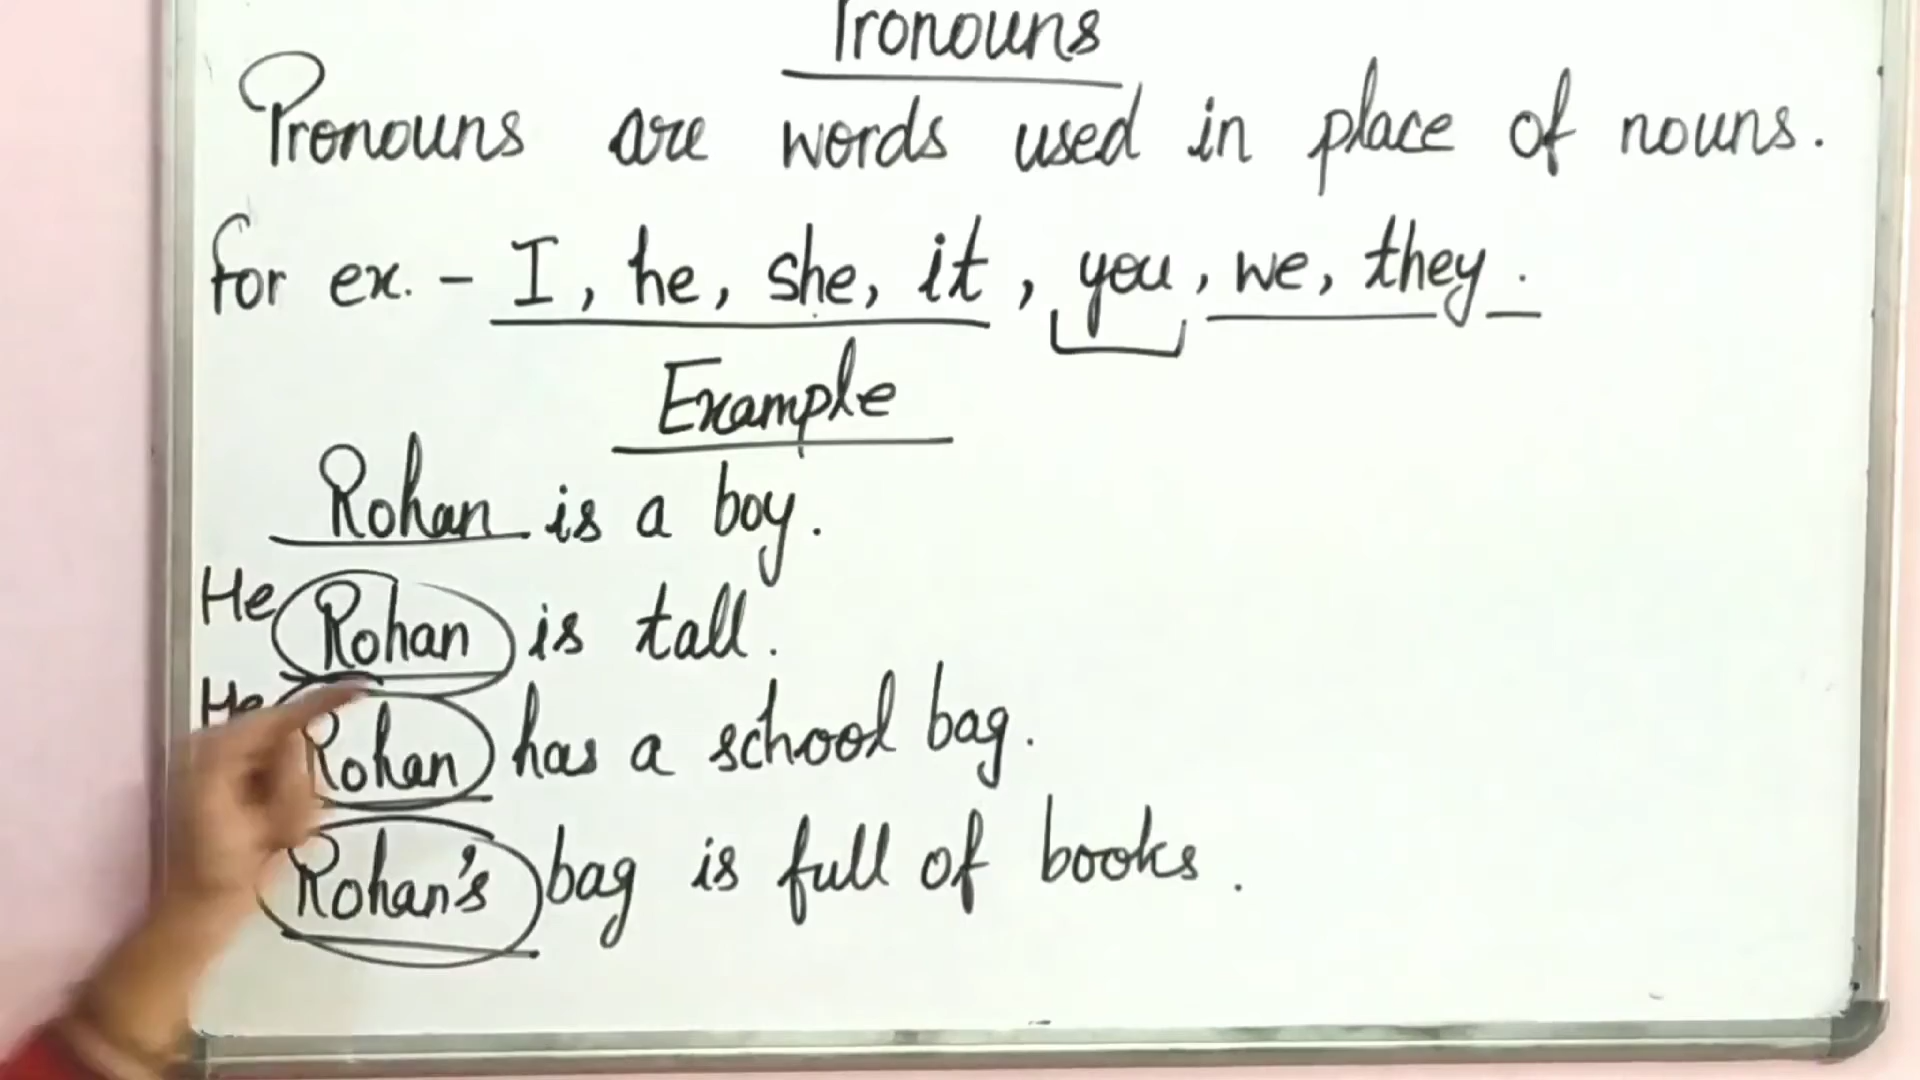 Pronouns
Pronouns are words used in place of nouns.
for ex. - I, he, she, it, you, we, they.
Example
Rohan is a boy.
He Rohan is tall.
He Rohan has a school bag.
Rohan's bag is full of books.